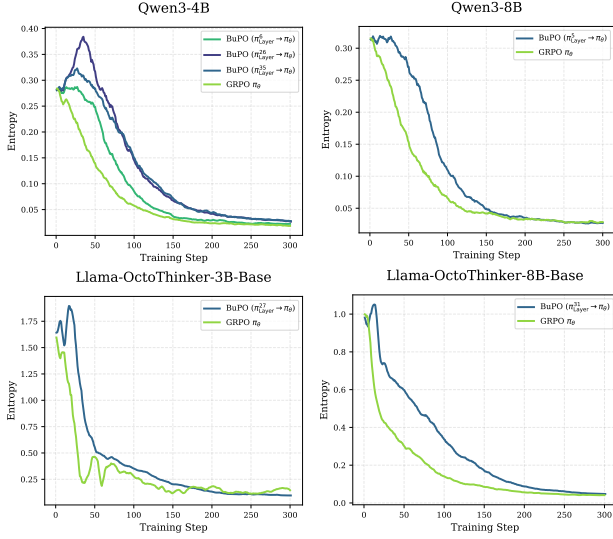 Qwen3-4B
Entropy
0.40
0.35
0.30
0.25
0.20
0.15
0.10
0.05
0
50
100
150
200
250
300
Training Step
BuPO (π^6_Layer → π_θ)
BuPO (π^26_Layer → π_θ)
BuPO (π^35_Layer → π_θ)
GRPO π_θ
Qwen3-8B
Entropy
0.30
0.25
0.20
0.15
0.10
0.05
0
50
100
150
200
250
300
Training Step
BuPO (π^5_Layer → π_θ)
GRPO π_θ
Llama-OctoThinker-3B-Base
Entropy
1.75
1.50
1.25
1.00
0.75
0.50
0.25
0
50
100
150
200
250
300
Training Step
BuPO (π^27_Layer → π_θ)
GRPO π_θ
Llama-OctoThinker-8B-Base
Entropy
1.0
0.8
0.6
0.4
0.2
0.0
0
50
100
150
200
250
300
Training Step
BuPO (π^31_Layer → π_θ)
GRPO π_θ